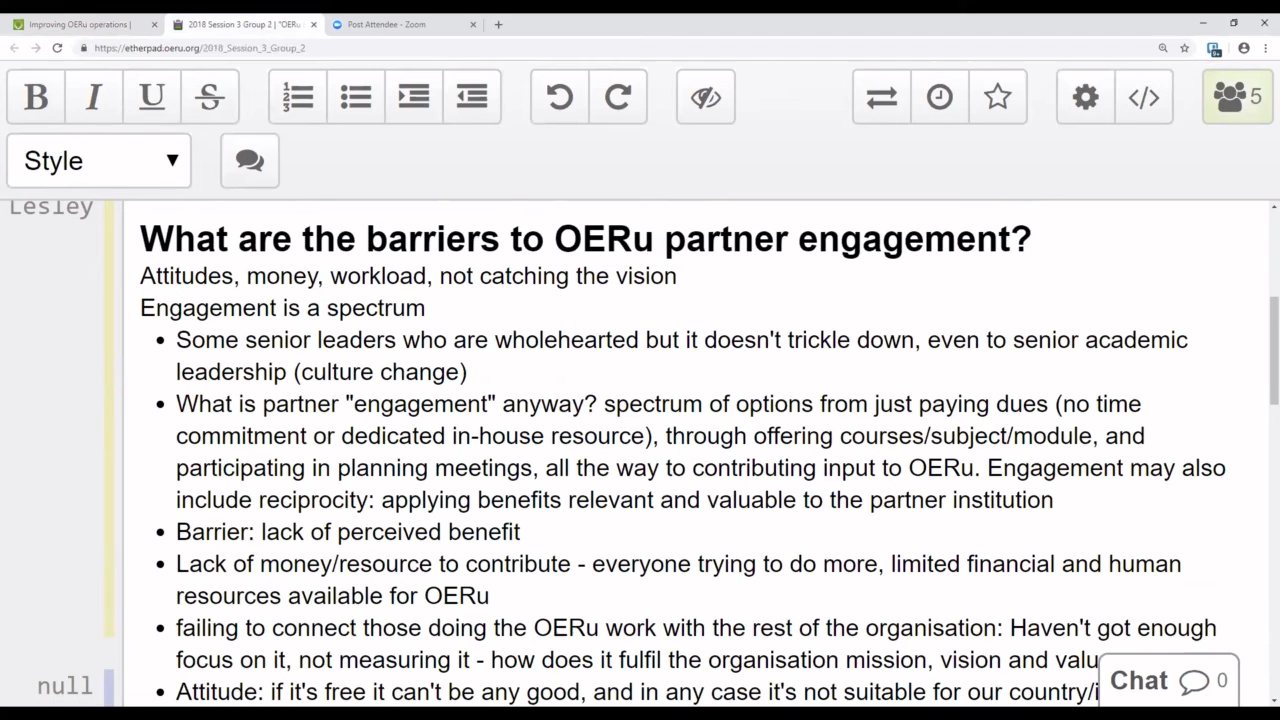 Improving OERu operations |
2018 Session 3 Group 2 | "OERu
Post Attendee - Zoom
https://etherpad.oeru.org/2018_Session_3_Group_2
B I U S
5
Style
Lesley
What are the barriers to OERu partner engagement?
Attitudes, money, workload, not catching the vision
Engagement is a spectrum
Some senior leaders who are wholehearted but it doesn't trickle down, even to senior academic
leadership (culture change)
What is partner "engagement" anyway? spectrum of options from just paying dues (no time
commitment or dedicated in-house resource), through offering courses/subject/module, and
participating in planning meetings, all the way to contributing input to OERu. Engagement may also
include reciprocity: applying benefits relevant and valuable to the partner institution
Barrier: lack of perceived benefit
Lack of money/resource to contribute - everyone trying to do more, limited financial and human
resources available for OERu
failing to connect those doing the OERu work with the rest of the organisation: Haven't got enough
focus on it, not measuring it - how does it fulfil the organisation mission, vision and valu
null
Attitude: if it's free it can't be any good, and in any case it's not suitable for our country/i
Chat 0